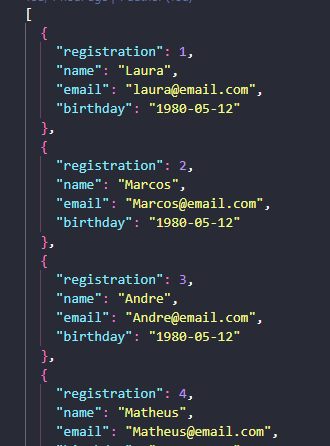 [
{
"registration": 1,
"name": "Laura",
"email": "laura@email.com",
"birthday": "1980-05-12"
},
{
"registration": 2,
"name": "Marcos",
"email": "Marcos@email.com",
"birthday": "1980-05-12"
},
{
"registration": 3,
"name": "Andre",
"email": "Andre@email.com",
"birthday": "1980-05-12"
},
{
"registration": 4,
"name": "Matheus",
"email": "Matheus@email.com",